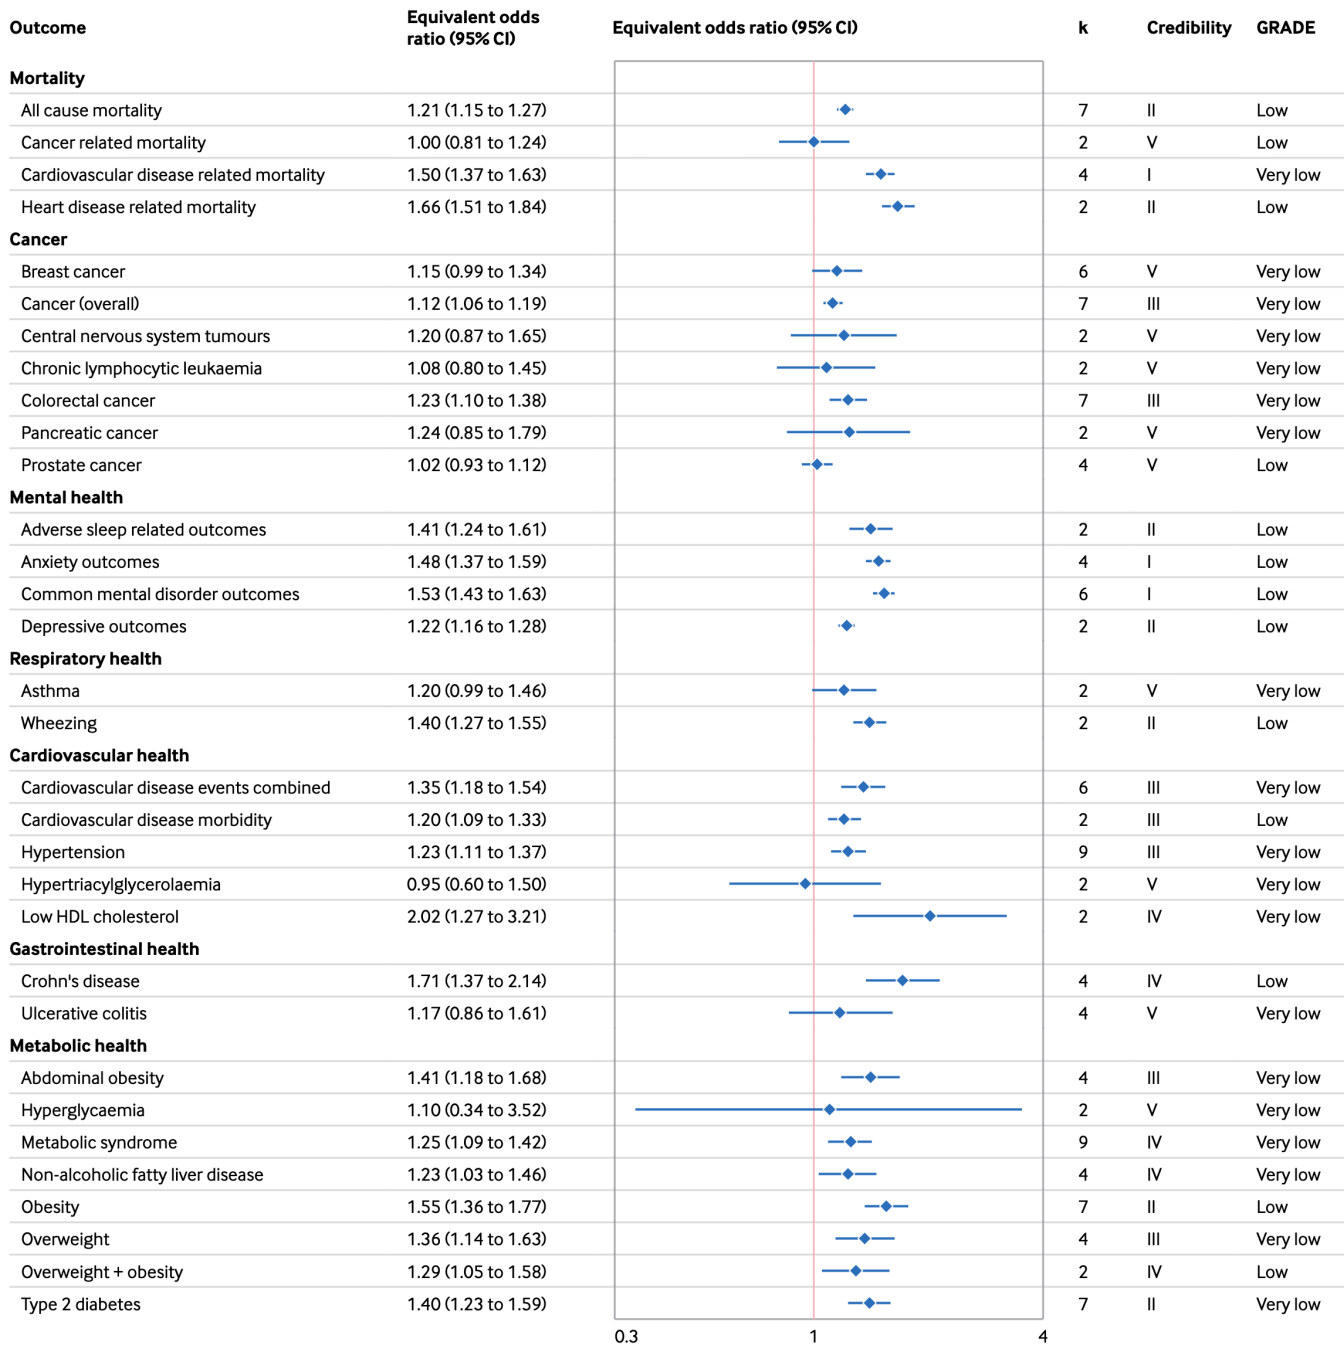 Outcome Equivalent odds ratio (95% CI) Equivalent odds ratio (95% CI) k Credibility GRADE
Mortality
All cause mortality 1.21 (1.15 to 1.27) 7 II Low
Cancer related mortality 1.00 (0.81 to 1.24) 2 V Low
Cardiovascular disease related mortality 1.50 (1.37 to 1.63) 4 I Very low
Heart disease related mortality 1.66 (1.51 to 1.84) 2 II Low
Cancer
Breast cancer 1.15 (0.99 to 1.34) 6 V Very low
Cancer (overall) 1.12 (1.06 to 1.19) 7 III Very low
Central nervous system tumours 1.20 (0.87 to 1.65) 2 V Very low
Chronic lymphocytic leukaemia 1.08 (0.80 to 1.45) 2 V Very low
Colorectal cancer 1.23 (1.10 to 1.38) 7 III Very low
Pancreatic cancer 1.24 (0.85 to 1.79) 2 V Very low
Prostate cancer 1.02 (0.93 to 1.12) 4 V Low
Mental health
Adverse sleep related outcomes 1.41 (1.24 to 1.61) 2 II Low
Anxiety outcomes 1.48 (1.37 to 1.59) 4 I Low
Common mental disorder outcomes 1.53 (1.43 to 1.63) 6 I Low
Depressive outcomes 1.22 (1.16 to 1.28) 2 II Low
Respiratory health
Asthma 1.20 (0.99 to 1.46) 2 V Very low
Wheezing 1.40 (1.27 to 1.55) 2 II Low
Cardiovascular health
Cardiovascular disease events combined 1.35 (1.18 to 1.54) 6 III Very low
Cardiovascular disease morbidity 1.20 (1.09 to 1.33) 2 III Low
Hypertension 1.23 (1.11 to 1.37) 9 III Very low
Hypertriacylglycerolaemia 0.95 (0.60 to 1.50) 2 V Very low
Low HDL cholesterol 2.02 (1.27 to 3.21) 2 IV Very low
Gastrointestinal health
Crohn's disease 1.71 (1.37 to 2.14) 4 IV Low
Ulcerative colitis 1.17 (0.86 to 1.61) 4 V Very low
Metabolic health
Abdominal obesity 1.41 (1.18 to 1.68) 4 III Very low
Hyperglycaemia 1.10 (0.34 to 3.52) 2 V Very low
Metabolic syndrome 1.25 (1.09 to 1.42) 9 IV Very low
Non-alcoholic fatty liver disease 1.23 (1.03 to 1.46) 4 IV Very low
Obesity 1.55 (1.36 to 1.77) 7 II Low
Overweight 1.36 (1.14 to 1.63) 4 III Very low
Overweight + obesity 1.29 (1.05 to 1.58) 2 IV Low
Type 2 diabetes 1.40 (1.23 to 1.59) 7 II Very low
0.3 1 4